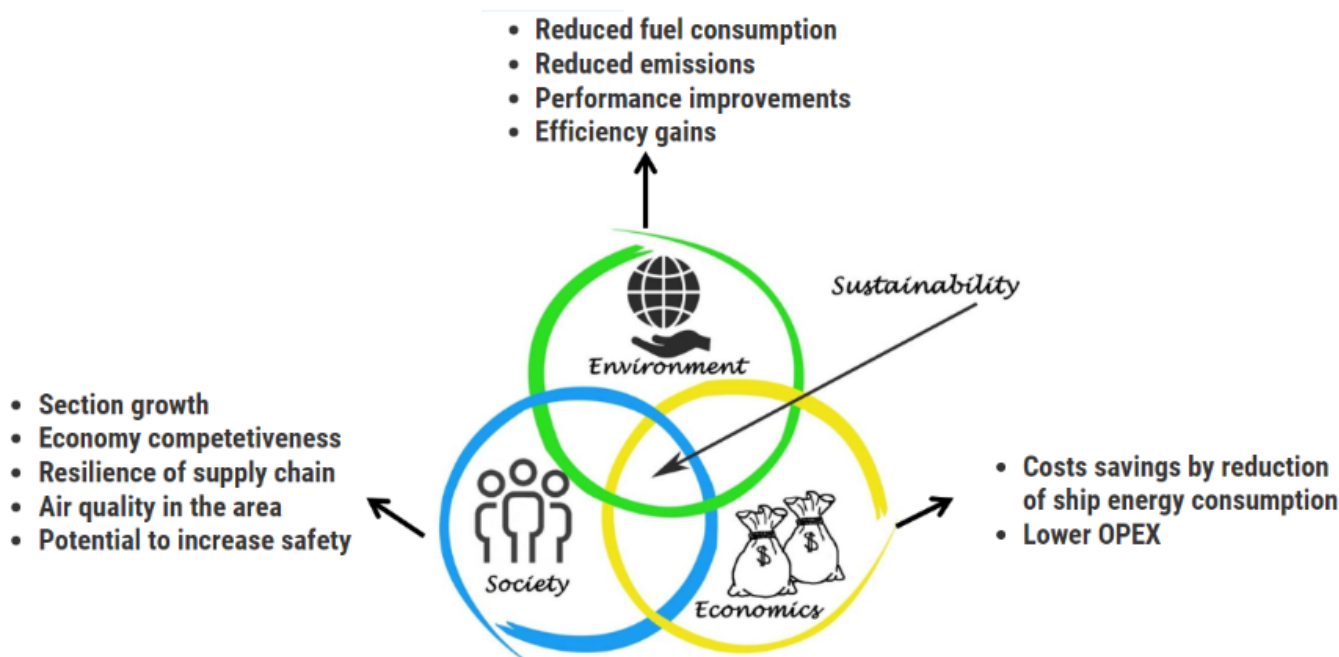 • Reduced fuel consumption
• Reduced emissions
• Performance improvements
• Efficiency gains
Sustainability
Environment
• Section growth
• Economy competetiveness
• Resilience of supply chain
• Air quality in the area
• Potential to increase safety
Society
$
$
Economics
• Costs savings by reduction
of ship energy consumption
• Lower OPEX